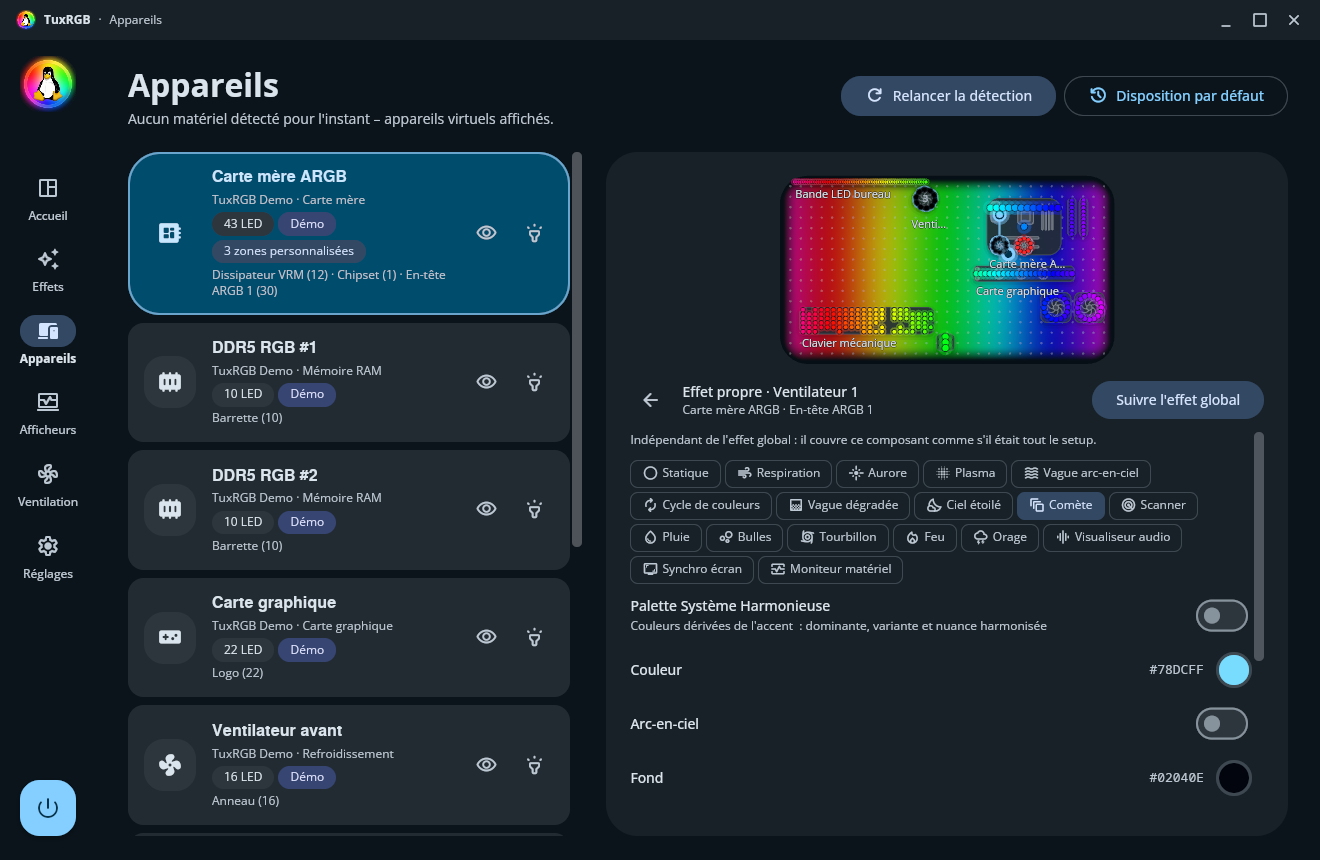 TuxRGB · Appareils
Appareils
Aucun matériel détecté pour l'instant – appareils virtuels affichés.
Relancer la détection
Disposition par défaut
Accueil
Effets
Appareils
Afficheurs
Ventilation
Réglages
Carte mère ARGB
TuxRGB Demo · Carte mère
43 LED
Démo
3 zones personnalisées
Dissipateur VRM (12) · Chipset (1) · En-tête
ARGB 1 (30)
DDR5 RGB #1
TuxRGB Demo · Mémoire RAM
10 LED
Démo
Barrette (10)
DDR5 RGB #2
TuxRGB Demo · Mémoire RAM
10 LED
Démo
Barrette (10)
Carte graphique
TuxRGB Demo · Carte graphique
22 LED
Démo
Logo (22)
Ventilateur avant
TuxRGB Demo · Refroidissement
16 LED
Démo
Anneau (16)
Bande LED bureau
Venti...
Carte mère A...
Carte graphique
Clavier mécanique
Effet propre · Ventilateur 1
Carte mère ARGB · En-tête ARGB 1
Suivre l'effet global
Indépendant de l'effet global : il couvre ce composant comme s'il était tout le setup.
Statique
Respiration
Aurore
Plasma
Vague arc-en-ciel
Cycle de couleurs
Vague dégradée
Ciel étoilé
Comète
Scanner
Pluie
Bulles
Tourbillon
Feu
Orage
Visualiseur audio
Synchro écran
Moniteur matériel
Palette Système Harmonieuse
Couleurs dérivées de l'accent : dominante, variante et nuance harmonisée
Couleur
#78DCFF
Arc-en-ciel
Fond
#02040E